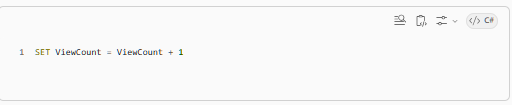 </> C#
1 SET ViewCount = ViewCount + 1